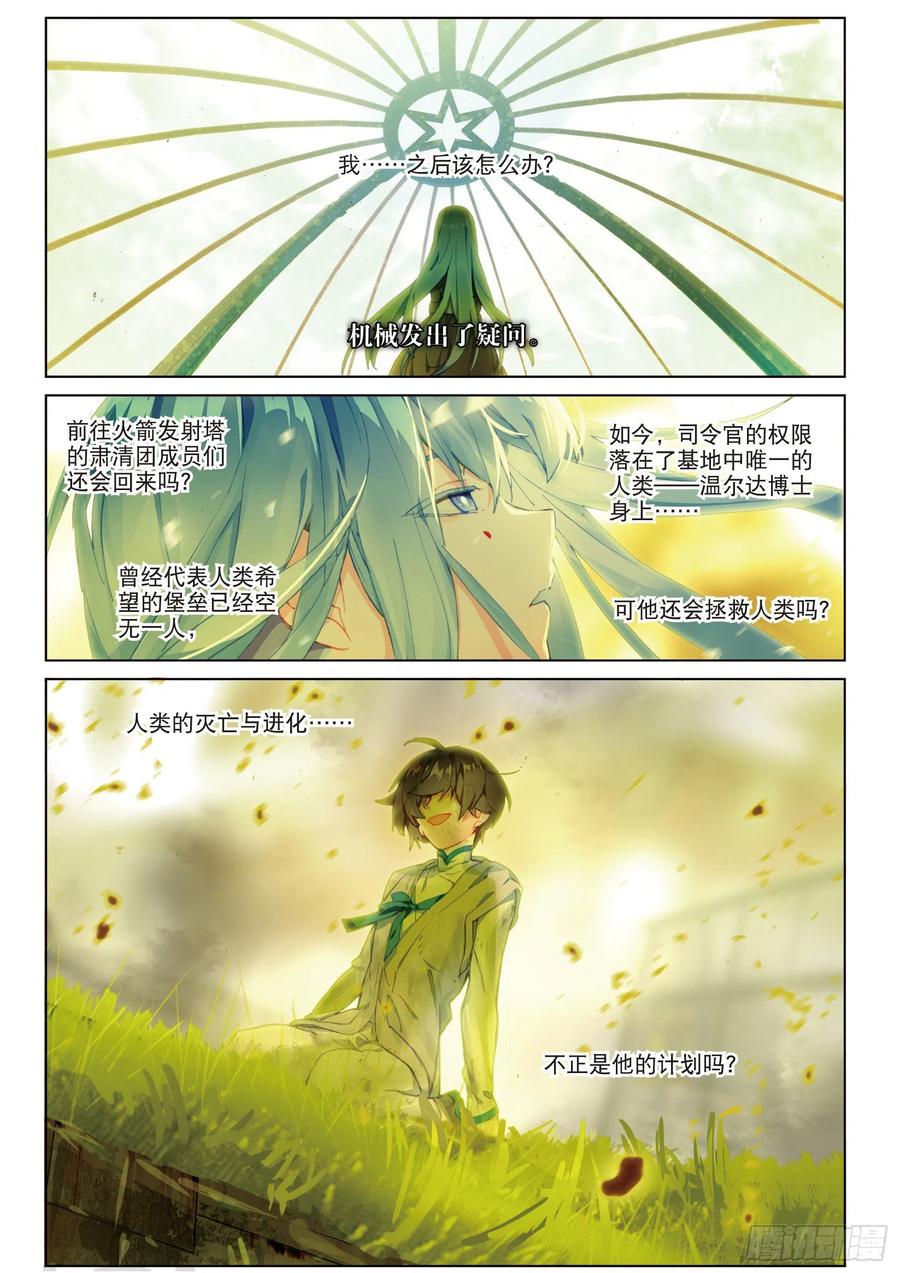 我……之后该怎么办？
机械发出了疑问。
前往火箭发射塔
的肃清团成员们
还会回来吗？
曾经代表人类希
望的堡垒已经空
无一人，
如今，司令官的权限
落在了基地中唯一的
人类——温尔达博士
身上……
可他还会拯救人类吗？
人类的灭亡与进化……
不正是他的计划吗？
腾讯动漫